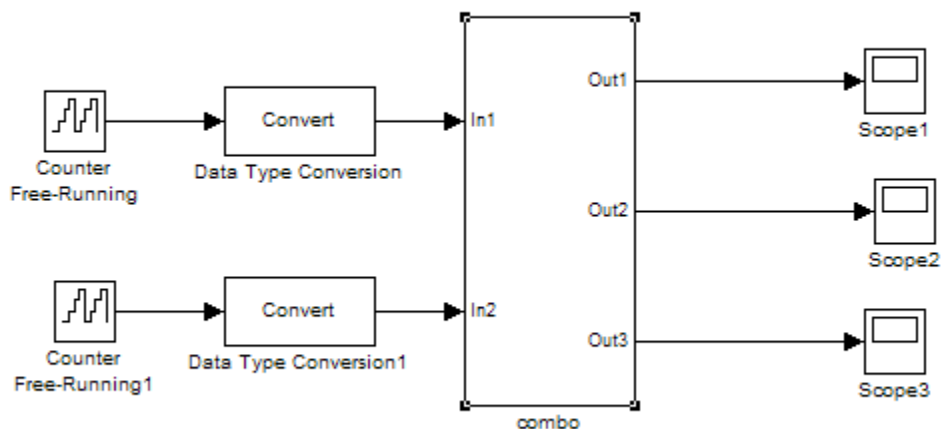 Out1
Scope1
Convert
In1
Counter
Free-Running
Data Type Conversion
Out2
Scope2
Convert
In2
Counter
Free-Running1
Data Type Conversion1
Out3
Scope3
combo